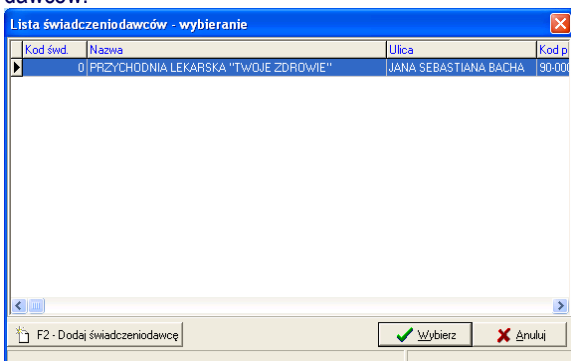 dawców.
Lista świadczeniodawców - wybieranie
Kod śwd. Nazwa Ulica Kod p
0 PRZYCHODNIA LEKARSKA "TWOJE ZDROWIE" JANA SEBASTIANA BACHA 90-000
F2 - Dodaj świadczeniodawcę Wybierz Anuluj